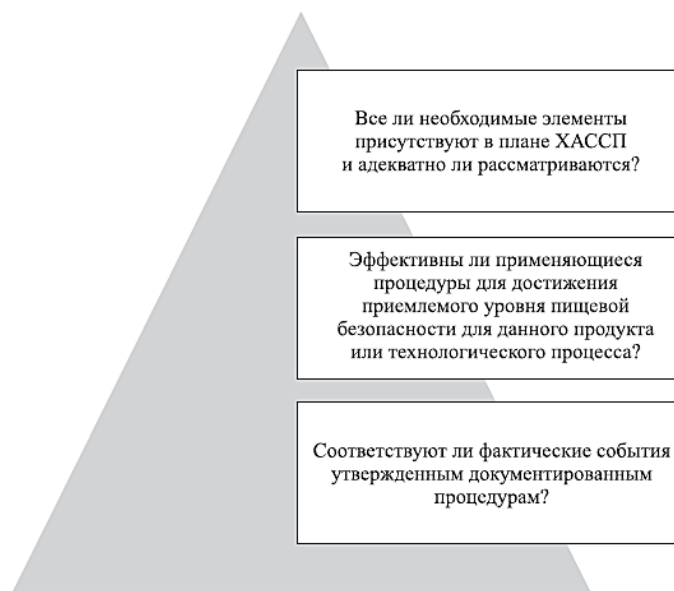 Все ли необходимые элементы
присутствуют в плане ХАССП
и адекватно ли рассматриваются?
Эффективны ли применяющиеся
процедуры для достижения
приемлемого уровня пищевой
безопасности для данного продукта
или технологического процесса?
Соответствуют ли фактические события
утвержденным документированным
процедурам?